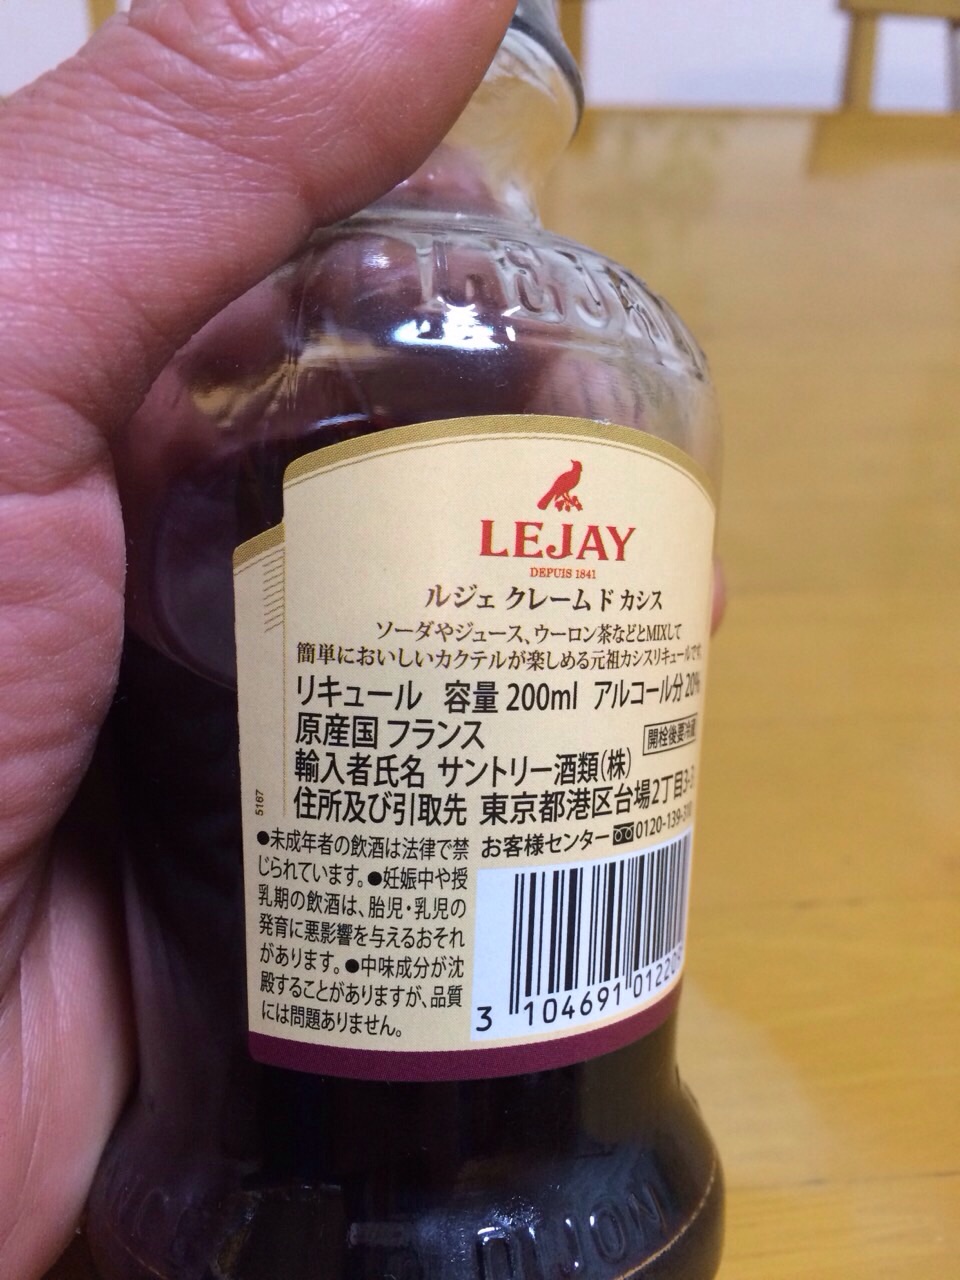 LEJAY
LEJAY
DEPUIS 1841
ルジェ クレーム ド カシス
ソーダやジュース、ウーロン茶などとMIXして
簡単においしいカクテルが楽しめる元祖カシスリキュールです。
リキュール 容量 200ml アルコール分 20%
原産国 フランス
開栓後要冷蔵
輸入者氏名 サントリー酒類(株)
住所及び引取先 東京都港区台場2丁目3-3
お客様センター 0120-139-310
5167
●未成年者の飲酒は法律で禁
じられています。●妊娠中や授
乳期の飲酒は、胎児・乳児の
発育に悪影響を与えるおそれ
があります。●中味成分が沈
殿することがありますが、品質
には問題ありません。
3 104691 01220